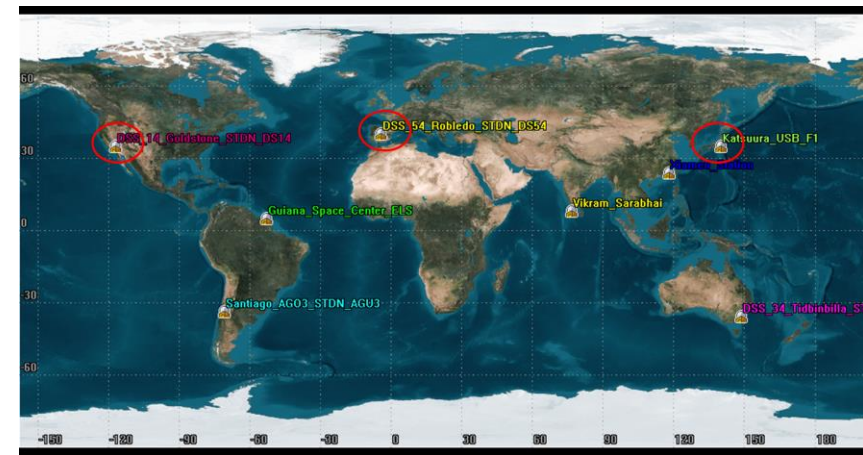 60
DSS_54_Robledo_STDN_DS54
DSS_14_Goldstone_STDN_DS14
Katsuura_USB_F1
30
Vikram_Sarabhai
Guiana_Space_Center_ELS
0
-30
Santiago_AGO3_STDN_AGU3
DSS_34_Tidbinbilla_ST
-60
-150 -120 -90 -60 -30 0 30 60 90 120 150 180